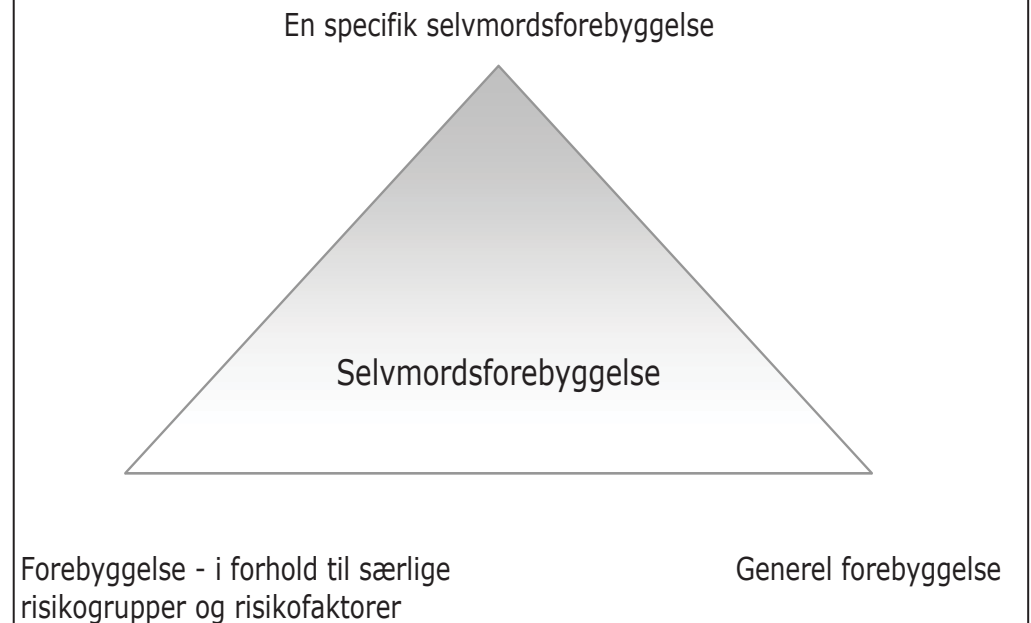 En specifik selvmordsforebyggelse
Selvmordsforebyggelse
Forebyggelse - i forhold til særlige
risikogrupper og risikofaktorer
Generel forebyggelse